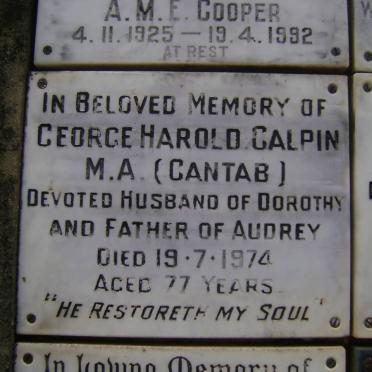 A.M.E. COOPER
4.11.1925 — 19.4.1992
AT REST
IN BELOVED MEMORY OF
GEORGE HAROLD GALPIN
M.A. (CANTAB)
DEVOTED HUSBAND OF DOROTHY
AND FATHER OF AUDREY
DIED 19·7·1974
AGED 77 YEARS
"HE RESTORETH MY SOUL"
In Loving Memory of